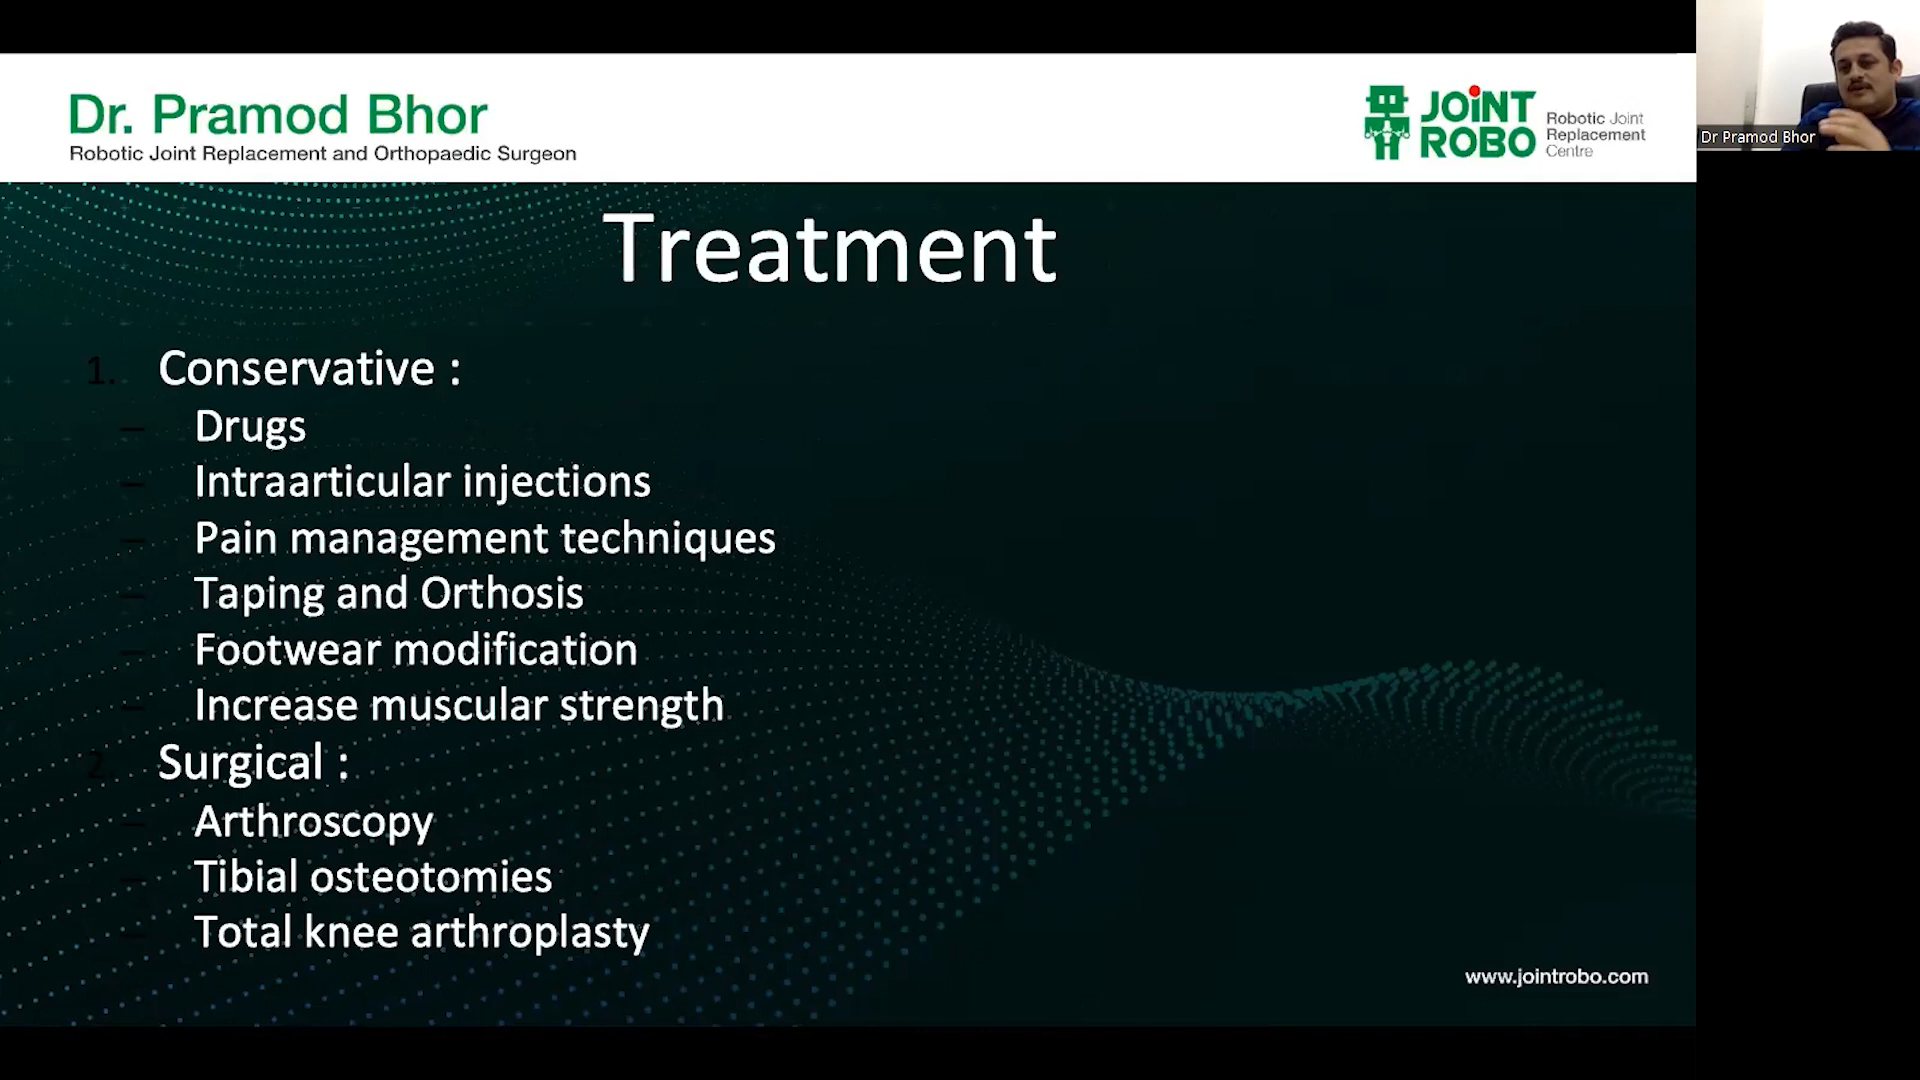 Dr. Pramod Bhor
Robotic Joint Replacement and Orthopaedic Surgeon
JOINT
ROBO
Robotic Joint
Replacement
Centre
Dr Pramod Bhor
Treatment
1. Conservative :
– Drugs
– Intraarticular injections
– Pain management techniques
– Taping and Orthosis
– Footwear modification
– Increase muscular strength
2. Surgical :
– Arthroscopy
– Tibial osteotomies
– Total knee arthroplasty
www.jointrobo.com